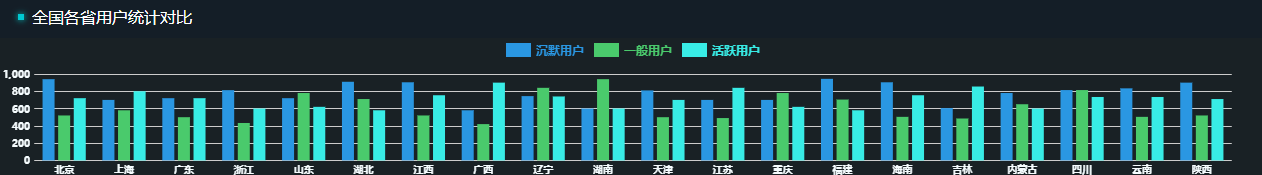 全国各省用户统计对比
沉默用户 一般用户 活跃用户
1,000
800
600
400
200
0
北京 上海 广东 浙江 山东 湖北 江西 广西 辽宁 湖南 天津 江苏 重庆 福建 海南 吉林 内蒙古 四川 云南 陕西